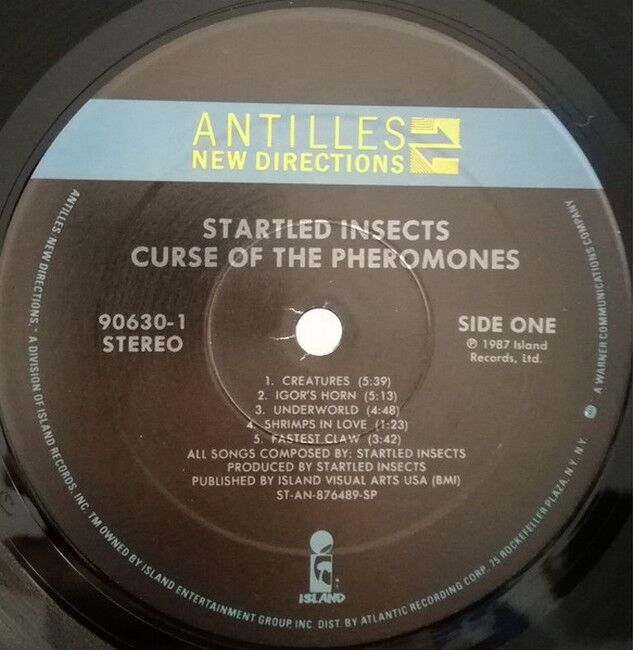 ANTILLES
NEW DIRECTIONS
STARTLED INSECTS
CURSE OF THE PHEROMONES
90630-1
STEREO
SIDE ONE
℗ 1987 Island
Records, Ltd.
1. CREATURES (5:39)
2. IGOR'S HORN (5:13)
3. UNDERWORLD (4:48)
4. SHRIMPS IN LOVE (1:23)
5. FASTEST CLAW (3:42)
ALL SONGS COMPOSED BY: STARTLED INSECTS
PRODUCED BY STARTLED INSECTS
PUBLISHED BY ISLAND VISUAL ARTS USA (BMI)
ST-AN-876489-SP
ISLAND
ANTILLES NEW DIRECTIONS, "A DIVISION OF ISLAND RECORDS, INC. TM OWNED BY ISLAND ENTERTAINMENT GROUP, INC DIST. BY ATLANTIC RECORDING CORP. 75 ROCKEFELLER PLAZA, N.Y. N.Y. A WARNER COMMUNICATIONS COMPANY